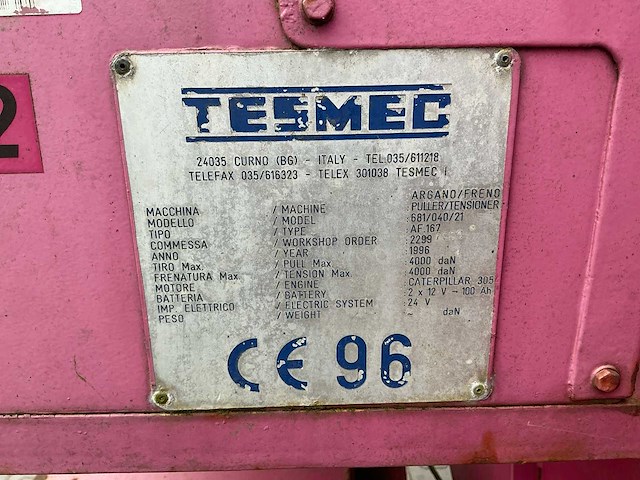 2
TESMEC
24035 CURNO (BG) - ITALY - TEL.035/611218
TELEFAX 035/616323 - TELEX 301038 TESMEC I
ARGANO/FRENO
MACCHINA / MACHINE PULLER/TENSIONER
MODELLO / MODEL :681/040/21
TIPO / TYPE :AF.167
COMMESSA / WORKSHOP ORDER :2299
ANNO / YEAR :1996
TIRO Max. / PULL Max. :4000 daN
FRENATURA Max. / TENSION Max. :4000 daN
MOTORE / ENGINE :CATERPILLAR 305
BATTERIA / BATTERY :2 x 12 V - 100 Ah
IMP. ELETTRICO / ELECTRIC SYSTEM :24 V
PESO / WEIGHT :~ daN
CE 96